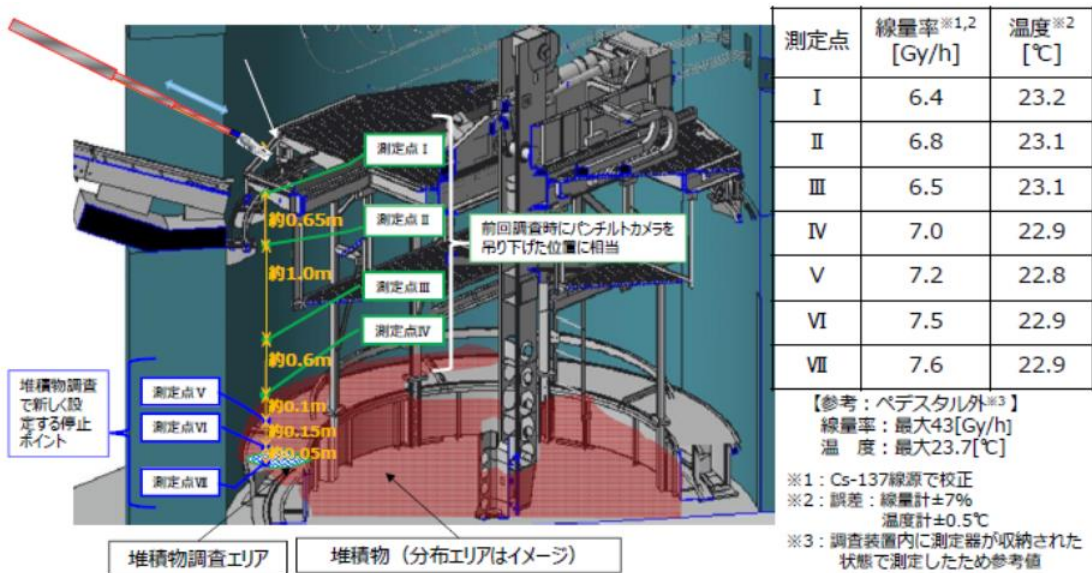 測定点Ⅰ
約0.65m
測定点Ⅱ
約1.0m
測定点Ⅲ
約0.6m
測定点Ⅳ
前回調査時にパンチルトカメラを
吊り下げた位置に相当
堆積物調査
で新しく設
定する停止
ポイント
測定点Ⅴ
約0.1m
測定点Ⅵ
約0.15m
約0.05m
測定点Ⅶ
堆積物調査エリア
堆積物（分布エリアはイメージ）
測定点 線量率※1,2 [Gy/h] 温度※2 [℃]
Ⅰ 6.4 23.2
Ⅱ 6.8 23.1
Ⅲ 6.5 23.1
Ⅳ 7.0 22.9
Ⅴ 7.2 22.8
Ⅵ 7.5 22.9
Ⅶ 7.6 22.9
【参考：ペデスタル外※3】
線量率：最大43[Gy/h]
温　度：最大23.7[℃]
※1：Cs-137線源で校正
※2：誤差：線量計±7%
温度計±0.5℃
※3：調査装置内に測定器が収納された
状態で測定したため参考値